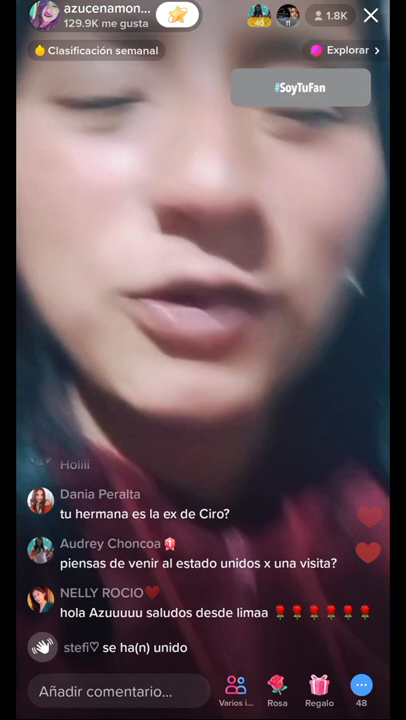 azucenamon...
129.9K me gusta
40
11
1.8K
Clasificación semanal
Explorar
#SoyTuFan
Holiii
Dania Peralta
tu hermana es la ex de Ciro?
Audrey Choncoa
piensas de venir al estado unidos x una visita?
NELLY ROCIO❤️
hola Azuuuuu saludos desde limaa 🌹🌹🌹🌹🌹🌹
stefi♡ se ha(n) unido
Añadir comentario...
Varios i...
Rosa
Regalo
48